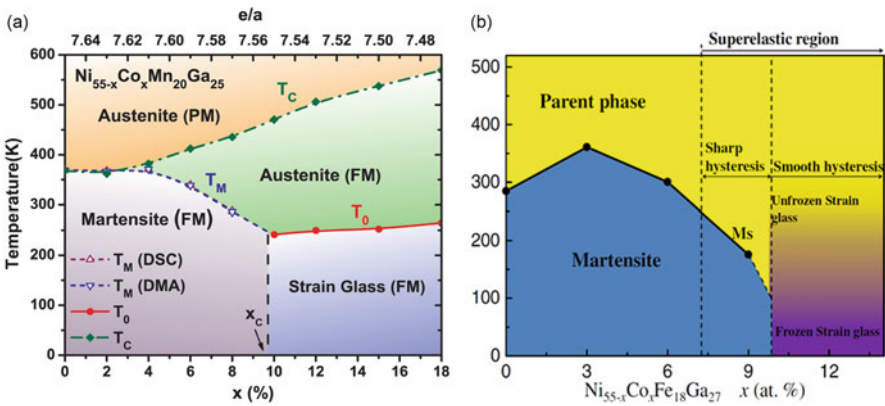 (a)
e/a
7.64 7.62 7.61 7.59 7.57 7.56 7.54 7.52 7.50 7.48
Ni55-xCoxMn20Ga25
Austenite (PM)
TC
TM
Austenite (FM)
Martensite (FM)
T0
TM (DSC)
TM (DMA)
T0
TC
Strain Glass (FM)
xC
Temperature(K)
600
500
400
300
200
100
0
0 2 4 6 8 10 12 14 16 18
x (%)
(b)
Superelastic region
Parent phase
Sharp
hysteresis
Smooth hysteresis
Unfrozen Strain
glass
Ms
Martensite
Frozen Strain glass
500
400
300
200
100
0
0 3 6 9 12
Ni55-xCoxFe18Ga27 x (at. %)